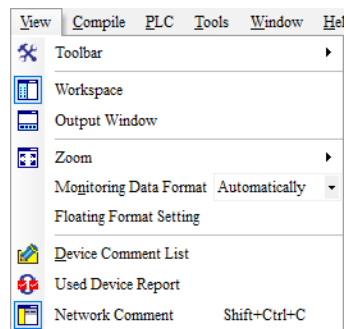 View Compile PLC Tools Window
Toolbar
Workspace
Output Window
Zoom
Monitoring Data Format Automatically
Floating Format Setting
Device Comment List
Used Device Report
Network Comment Shift+Ctrl+C